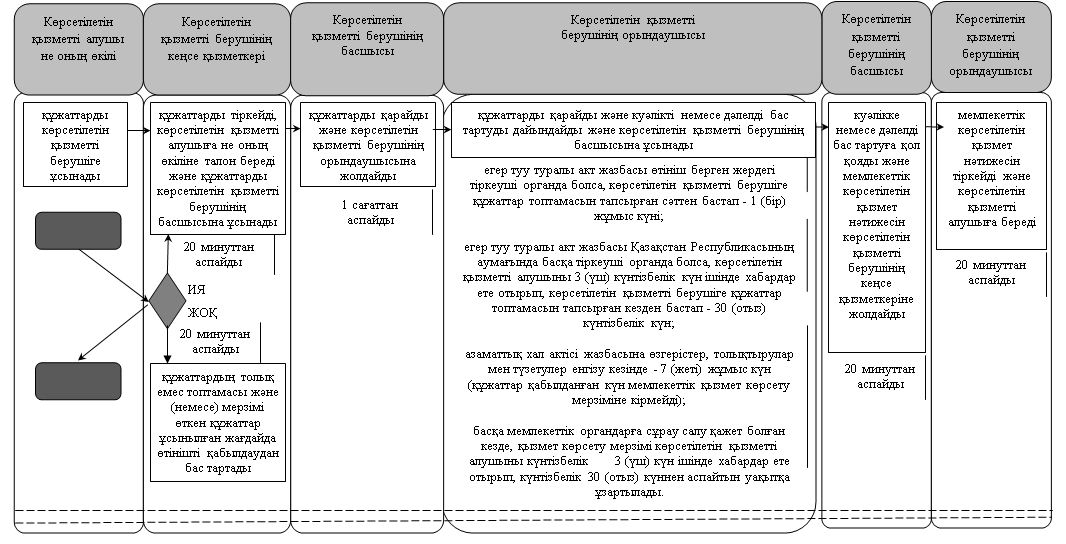 Көрсетілетін
қызметті алушы
не оның өкілі
Көрсетілетін
қызметті берушінің
кеңсе қызметкері
Көрсетілетін
қызметті берушінің
басшысы
Көрсетілетін қызметті
берушінің орындаушысы
Көрсетілетін
қызметті
берушінің
басшысы
Көрсетілетін
қызметті
берушінің
орындаушысы
құжаттарды
көрсетілетін
қызметті
берушіге
ұсынады
құжаттарды тіркейді,
көрсетілетін қызметті
алушыға не оның
өкіліне талон береді
және құжаттарды
көрсетілетін қызметті
берушінің
басшысына ұсынады
20 минуттан
аспайды
ИЯ
ЖОҚ
20 минуттан
аспайды
құжаттардың толық
емес топтамасы және
(немесе) мерзімі
өткен құжаттар
ұсынылған жағдайда
өтінішті
қабылдаудан
бас тартады
құжаттарды қарайды
және көрсетілетін
қызметті берушінің
орындаушысына
жолдайды
1 сағаттан
аспайды
құжаттарды қарайды және куәлікті немесе дәлелді бас
тартуды дайындайды және көрсетілетін қызметті берушінің
басшысына ұсынады
егер туу туралы акт жазбасы өтініш берген жердегі
тіркеуші органда болса, көрсетілетін қызметті берушіге
құжаттар топтамасын тапсырған сәттен бастап - 1 (бір)
жұмыс күні;
егер туу туралы акт жазбасы Қазақстан Республикасының
аумағында басқа тіркеуші органда болса, көрсетілетін
қызметті алушыны 3 (үш) күнтізбелік күн ішінде хабардар
ете отырып, көрсетілетін қызметті берушіге құжаттар
топтамасын тапсырған кезден бастап - 30 (отыз)
күнтізбелік күн;
азаматтық хал актісі жазбасына өзгерістер, толықтырулар
мен түзетулер енгізу кезінде - 7 (жеті) жұмыс күн
(құжаттар қабылданған күн мемлекеттік қызмет көрсету
мерзіміне кірмейді);
басқа мемлекеттік органдарға сұрау салу қажет болған
кезде, қызмет көрсету мерзімі көрсетілетін қызметті
алушыны күнтізбелік 3 (үш) күн ішінде хабардар ете
отырып, күнтізбелік 30 (отыз) күннен аспайтын уақытқа
ұзартылады.
куәлікке
немесе дәлелді
бас тартуға қол
қояды және
мемлекеттік
көрсетілетін
қызмет
нәтижесін
көрсетілетін
қызметті
берушінің
кеңсе
қызметкеріне
жолдайды
20 минуттан
аспайды
мемлекеттік
көрсетілетін
қызмет
нәтижесін
тіркейді және
көрсетілетін
қызметті
алушыға береді
20 минуттан
аспайды